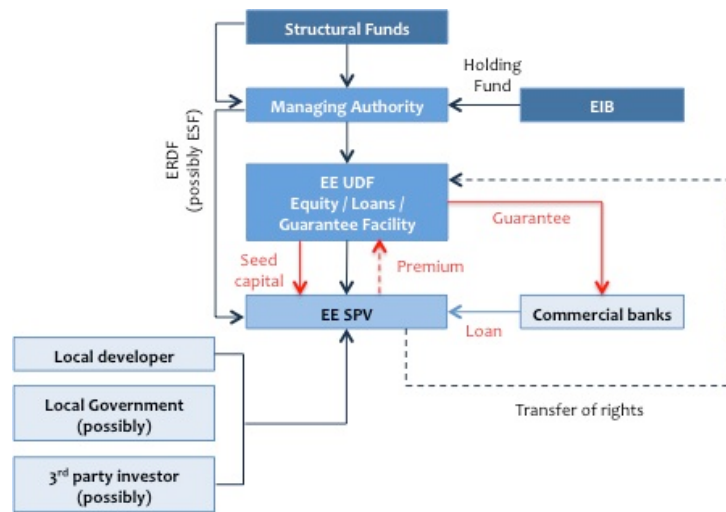 Structural Funds
Holding
Fund
Managing Authority
EIB
ERDF
(possibly ESF)
EE UDF
Equity / Loans /
Guarantee Facility
Guarantee
Seed
capital
Premium
EE SPV
Commercial banks
Loan
Local developer
Local Government
(possibly)
Transfer of rights
3rd party investor
(possibly)